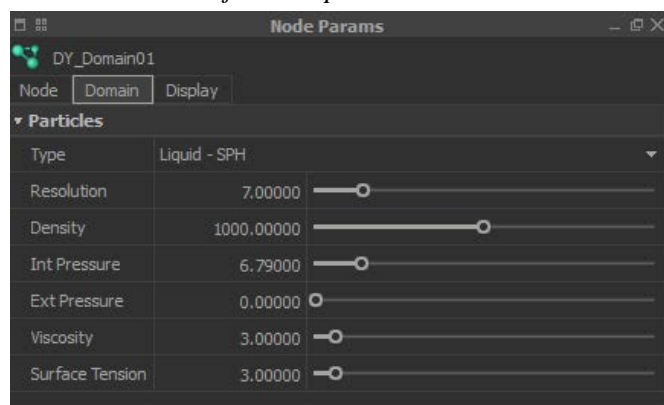 Node Params
DY_Domain01
Node Domain Display
Particles
Type Liquid - SPH
Resolution 7.00000
Density 1000.00000
Int Pressure 6.79000
Ext Pressure 0.00000
Viscosity 3.00000
Surface Tension 3.00000